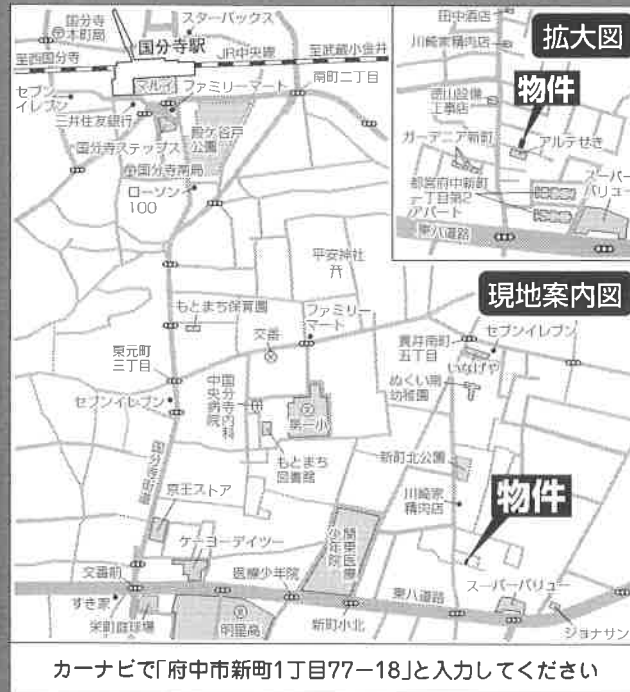 国分寺
本町局
スターバックス
国分寺駅
至西国分寺
JR中央線
至武蔵小金井
マルイ
ファミリーマート
南町二丁目
セブン
イレブン
三井住友銀行
国分寺ステップス
殿ヶ谷戸
公園
国分寺南局
ローソン
100
拡大図
田中酒店
川崎家精肉店
徳山設備
工事店
物件
ガーデニア新町
アルテせき
都営府中新町
一丁目第2
アパート
スーパー
バリュー
東八道路
現地案内図
平安神社
もとまち保育園
交番
ファミリー
マート
貫井南町
五丁目
セブンイレブン
いなげや
ぬくい南
幼稚園
東元町
三丁目
セブンイレブン
国分寺内科
中央病院
第一小
もとまち
図書館
新町北公園
川崎家
精肉店
物件
国分寺街道
京王ストア
ケーヨーデイツー
関東医療
少年院
交番前
医療少年院
東八道路
スーパーバリュー
すき家
栄町庭球場
明星高
新町小北
ジョナサン
カーナビで「府中市新町1丁目77-18」と入力してください